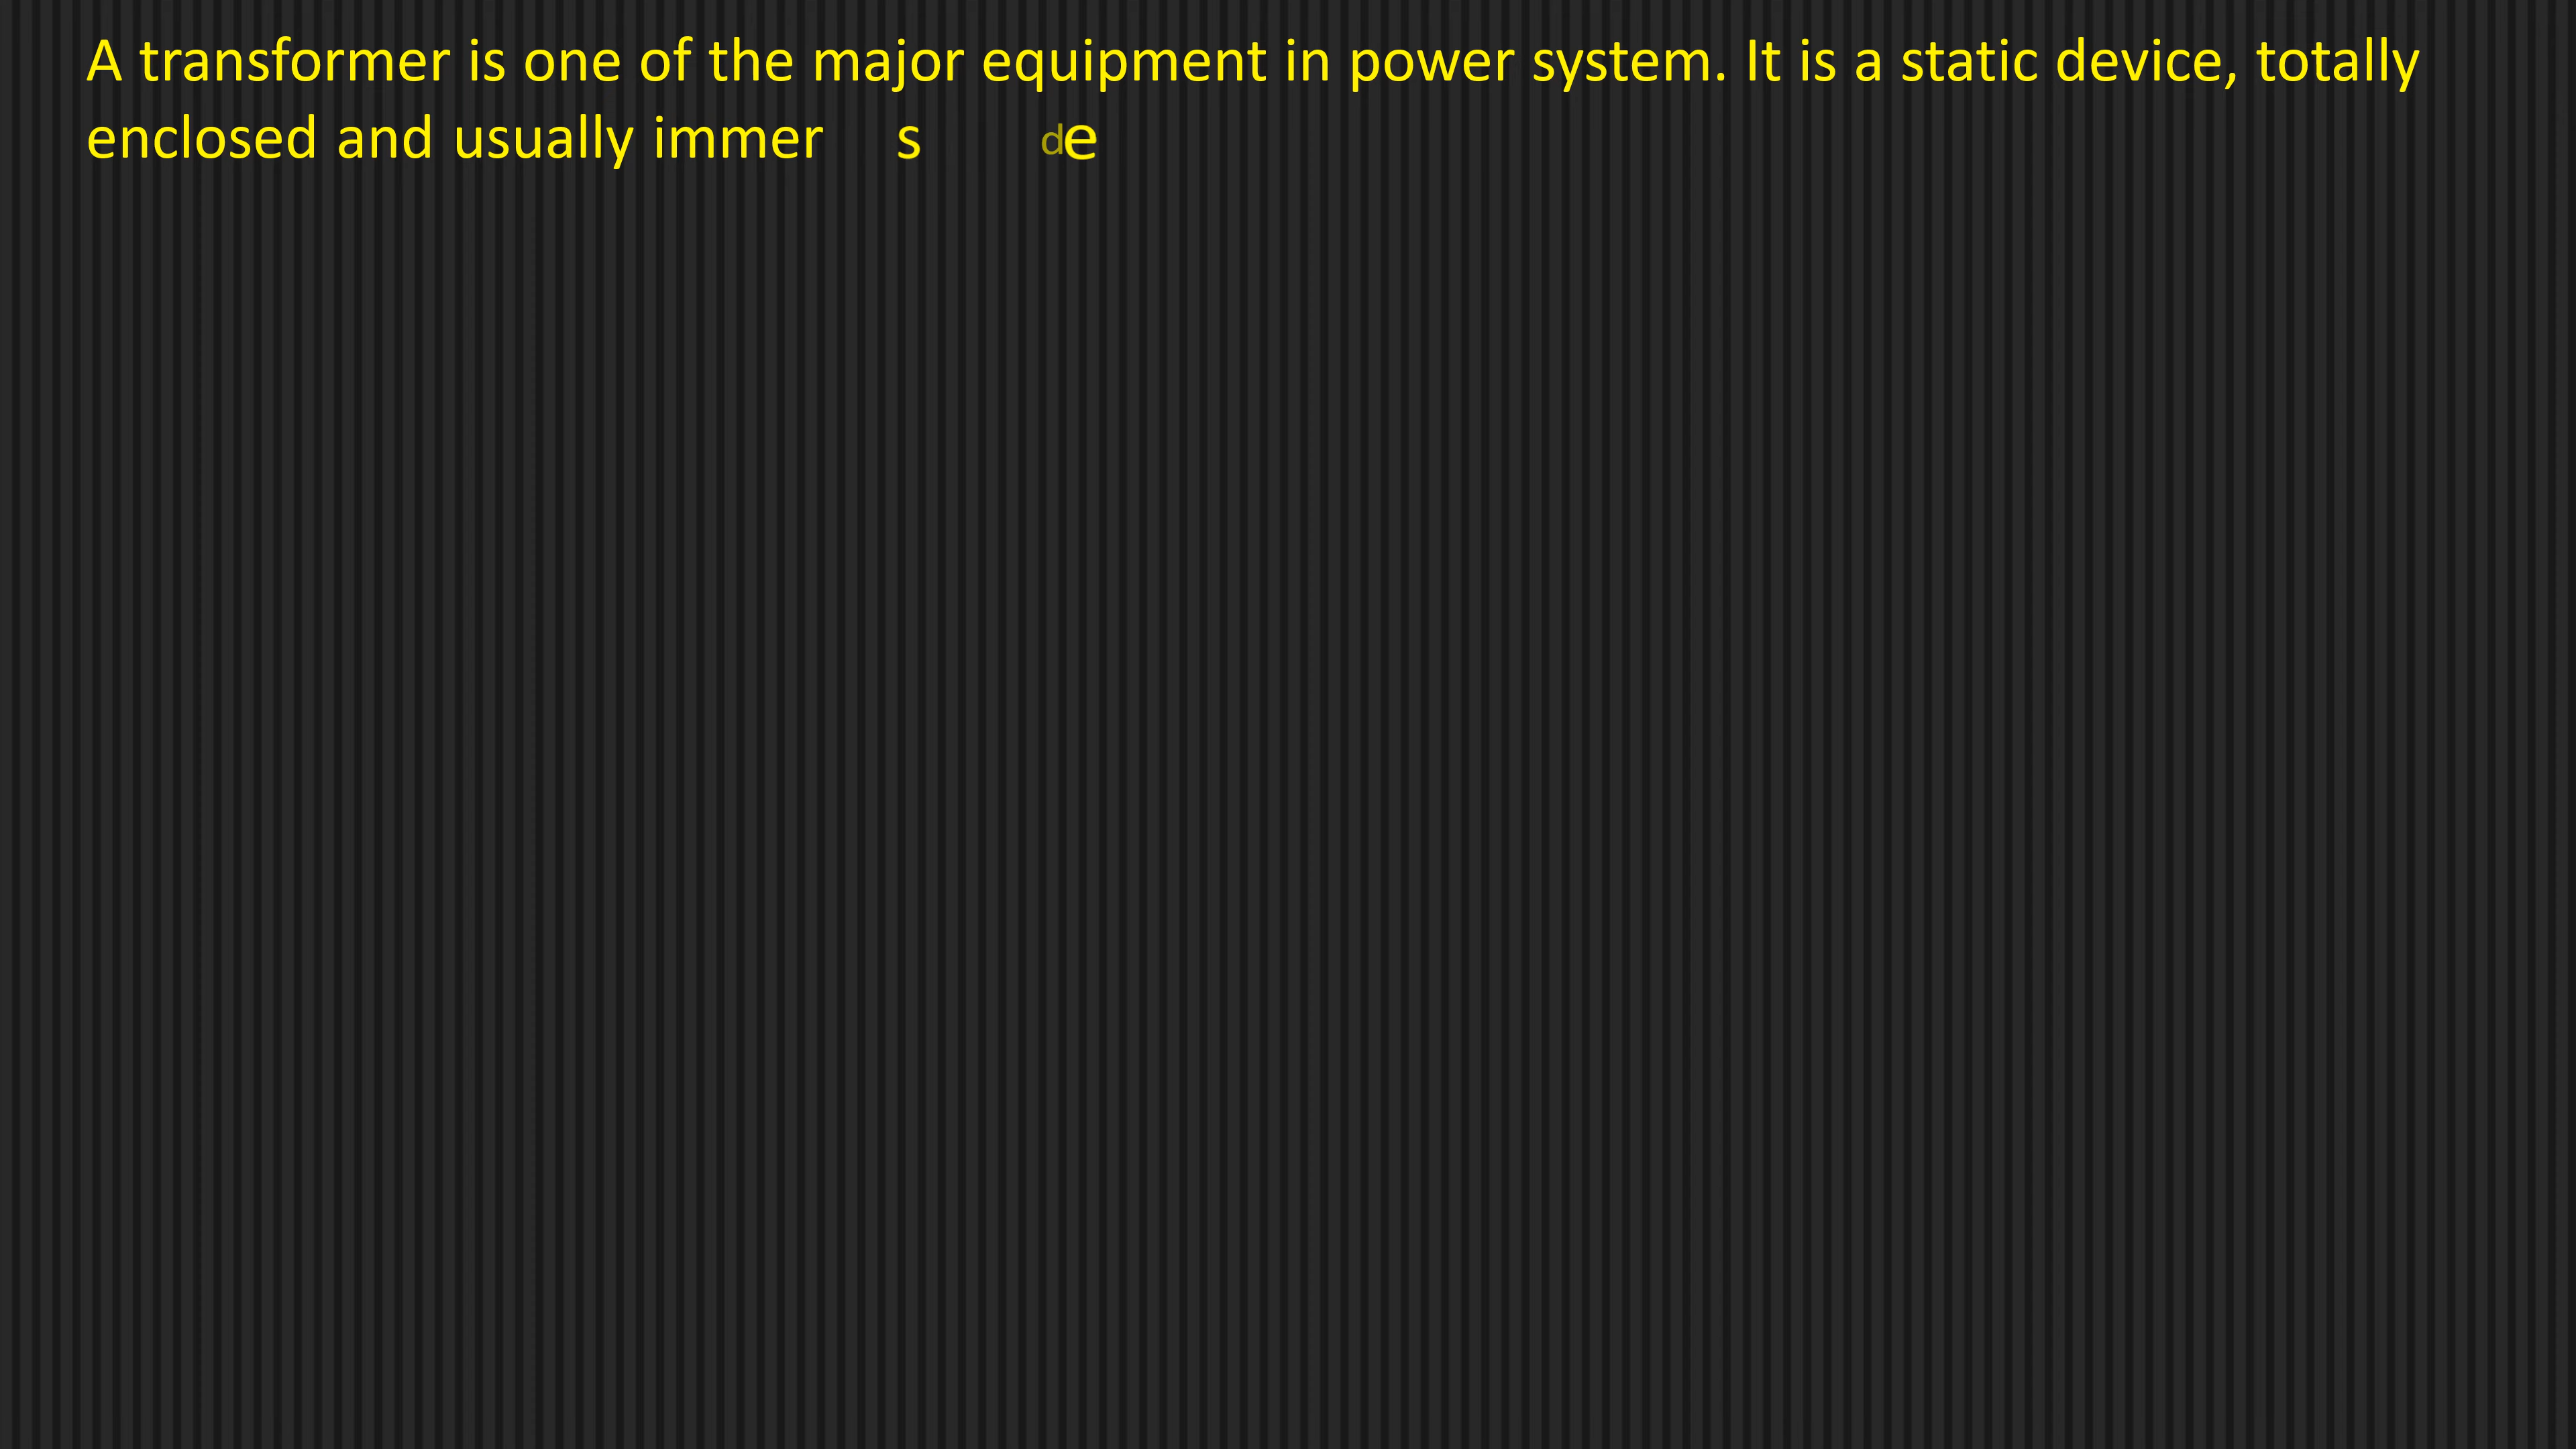 A transformer is one of the major equipment in power system. It is a static device, totally
enclosed and usually immer s de